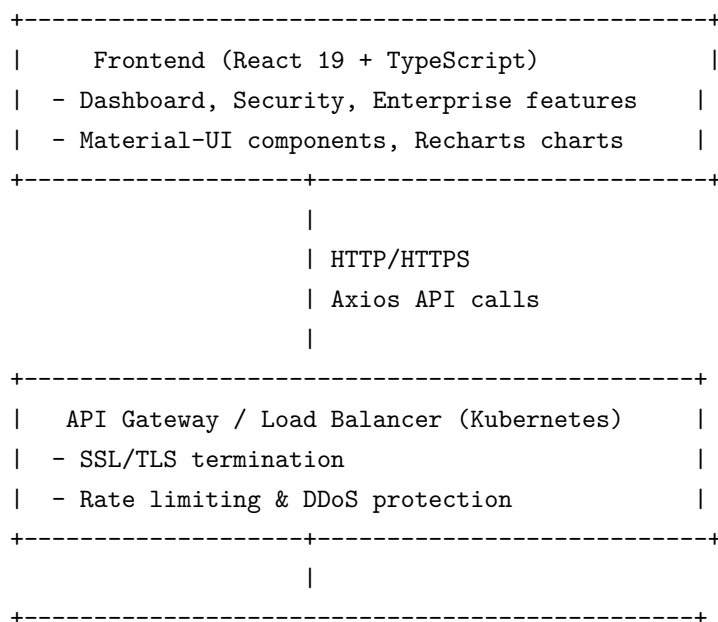 +-------------------------------------------------+
|     Frontend (React 19 + TypeScript)            |
|  - Dashboard, Security, Enterprise features    |
|  - Material-UI components, Recharts charts     |
+--------------------+----------------------------+
                     |
                     | HTTP/HTTPS
                     | Axios API calls
                     |
+------------------------------------------------+
|   API Gateway / Load Balancer (Kubernetes)     |
|  - SSL/TLS termination                         |
|  - Rate limiting & DDoS protection             |
+--------------------+----------------------------+
                     |
+------------------------------------------------+